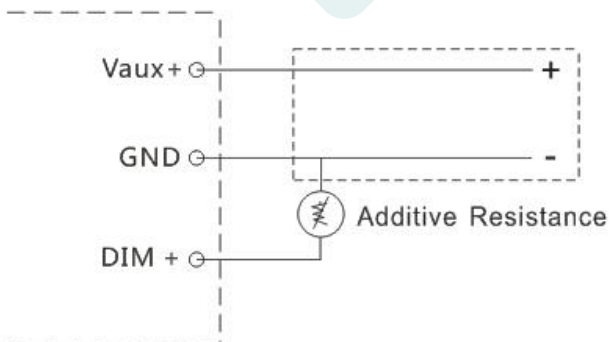 Vaux+ +
GND -
Additive Resistance
DIM +